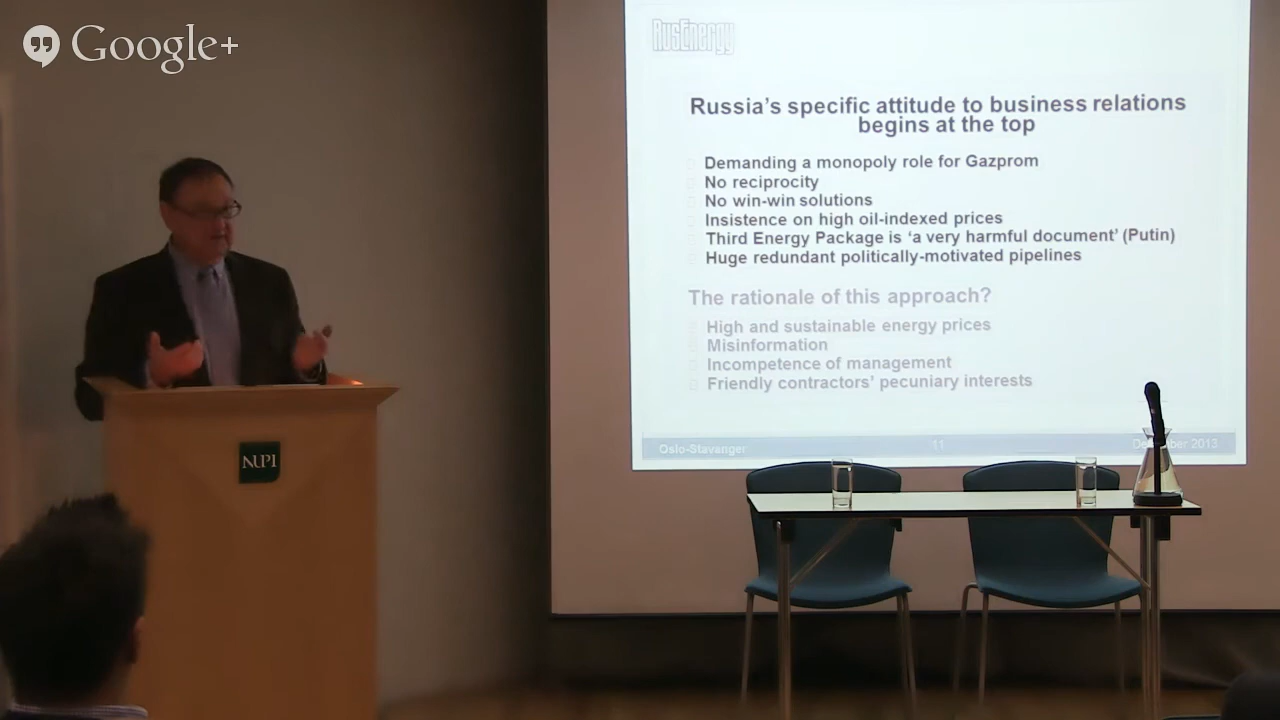 Google+
RusEnergy
Russia's specific attitude to business relations
begins at the top
Demanding a monopoly role for Gazprom
No reciprocity
No win-win solutions
Insistence on high oil-indexed prices
Third Energy Package is 'a very harmful document' (Putin)
Huge redundant politically-motivated pipelines
The rationale of this approach?
High and sustainable energy prices
Misinformation
Incompetence of management
Friendly contractors' pecuniary interests
Oslo-Stavanger 11 December 2013
NUPI